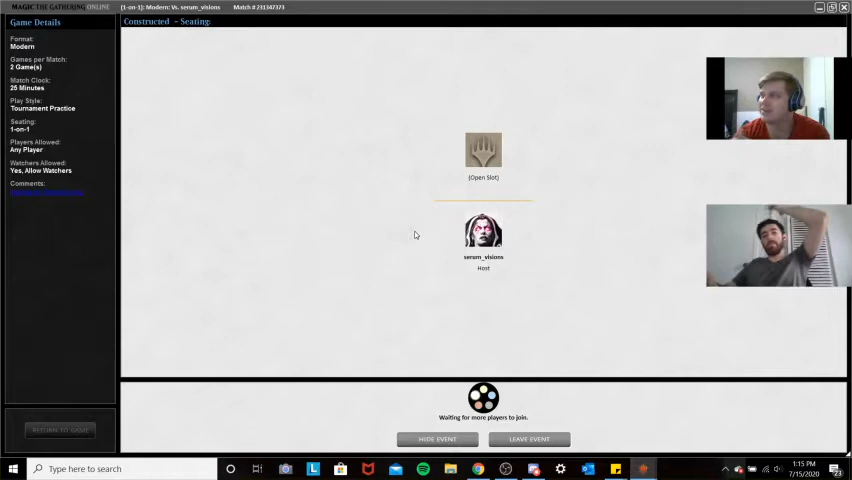 MAGIC THE GATHERING ONLINE (1-on-1): Modern: Vs. serum_visions Match # 231347373
Game Details
Constructed - Seating:
Format:
Modern
Games per Match:
2 Game(s)
Match Clock:
25 Minutes
Play Style:
Tournament Practice
Seating:
1-on-1
Players Allowed:
Any Player
Watchers Allowed:
Yes, Allow Watchers
Comments:
(Open Slot)
serum_visions
Host
Waiting for more players to join.
RETURN TO GAME
HIDE EVENT
LEAVE EVENT
Type here to search
1:15 PM
7/15/2020
23